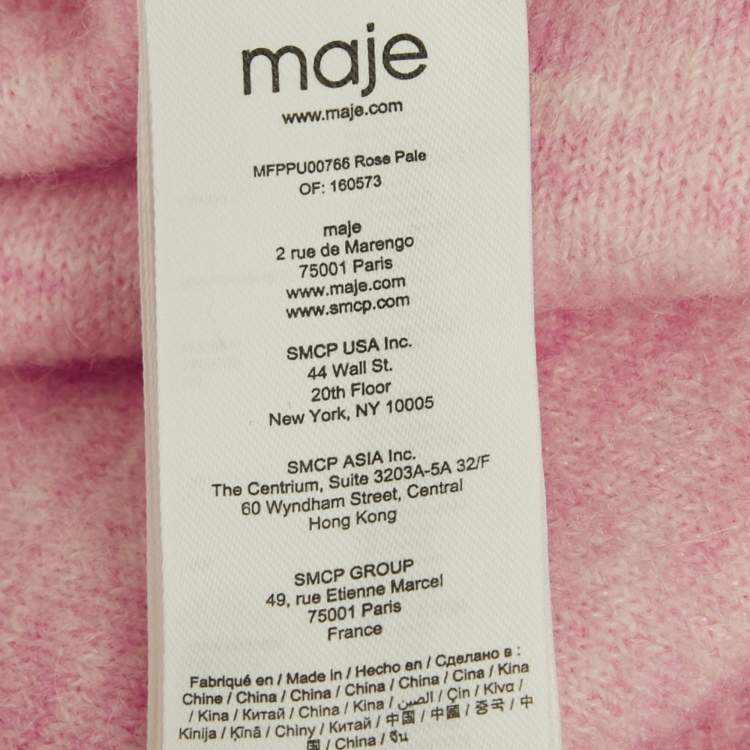 maje
www.maje.com
MFPPU00766 Rose Pale
OF: 160573
maje
2 rue de Marengo
75001 Paris
www.maje.com
www.smcp.com
SMCP USA Inc.
44 Wall St.
20th Floor
New York, NY 10005
SMCP ASIA Inc.
The Centrium, Suite 3203A-5A 32/F
60 Wyndham Street, Central
Hong Kong
SMCP GROUP
49, rue Etienne Marcel
75001 Paris
France
Fabriqué en / Made in / Hecho en / Сделано в :
Chine / China / China / China / China / Cina / Kina
/ Kina / Китай / China / Kina / الصين / Çin / Κίνα /
Kinija / Ķīnā / Chiny / Китай / 中国 / 中國 / 중국 / 中
国 / China / จีน